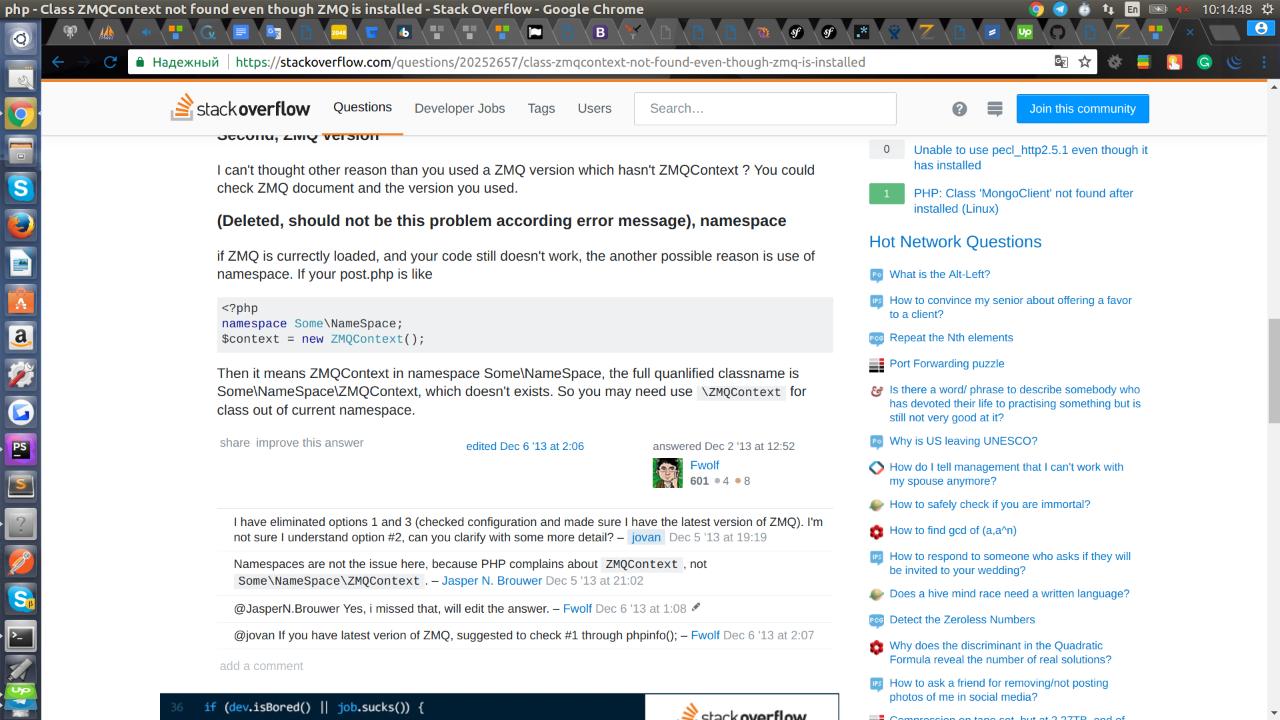 php - Class ZMQContext not found even though ZMQ is installed - Stack Overflow - Google Chrome
En
10:14:48
Надежный
https://stackoverflow.com/questions/20252657/class-zmqcontext-not-found-even-though-zmq-is-installed
stackoverflow
Questions
Developer Jobs
Tags
Users
Search…
Join this community
Second, ZMQ version
I can't thought other reason than you used a ZMQ version which hasn't ZMQContext ? You could
check ZMQ document and the version you used.
(Deleted, should not be this problem according error message), namespace
if ZMQ is currently loaded, and your code still doesn't work, the another possible reason is use of
namespace. If your post.php is like
<?php
namespace Some\NameSpace;
$context = new ZMQContext();
Then it means ZMQContext in namespace Some\NameSpace, the full quanlified classname is
Some\NameSpace\ZMQContext, which doesn't exists. So you may need use \ZMQContext for
class out of current namespace.
share improve this answer
edited Dec 6 '13 at 2:06
answered Dec 2 '13 at 12:52
Fwolf
601 4 8
I have eliminated options 1 and 3 (checked configuration and made sure I have the latest version of ZMQ). I'm
not sure I understand option #2, can you clarify with some more detail? – jovan Dec 5 '13 at 19:19
Namespaces are not the issue here, because PHP complains about ZMQContext , not
Some\NameSpace\ZMQContext . – Jasper N. Brouwer Dec 5 '13 at 21:02
@JasperN.Brouwer Yes, i missed that, will edit the answer. – Fwolf Dec 6 '13 at 1:08
@jovan If you have latest verion of ZMQ, suggested to check #1 through phpinfo(); – Fwolf Dec 6 '13 at 2:07
add a comment
36 if (dev.isBored() || job.sucks()) {
stackoverflow
0
Unable to use pecl_http2.5.1 even though it
has installed
1
PHP: Class 'MongoClient' not found after
installed (Linux)
Hot Network Questions
What is the Alt-Left?
How to convince my senior about offering a favor
to a client?
Repeat the Nth elements
Port Forwarding puzzle
Is there a word/ phrase to describe somebody who
has devoted their life to practising something but is
still not very good at it?
Why is US leaving UNESCO?
How do I tell management that I can't work with
my spouse anymore?
How to safely check if you are immortal?
How to find gcd of (a,a^n)
How to respond to someone who asks if they will
be invited to your wedding?
Does a hive mind race need a written language?
Detect the Zeroless Numbers
Why does the discriminant in the Quadratic
Formula reveal the number of real solutions?
How to ask a friend for removing/not posting
photos of me in social media?
Compression on tape set, but at 2.27TB, end of